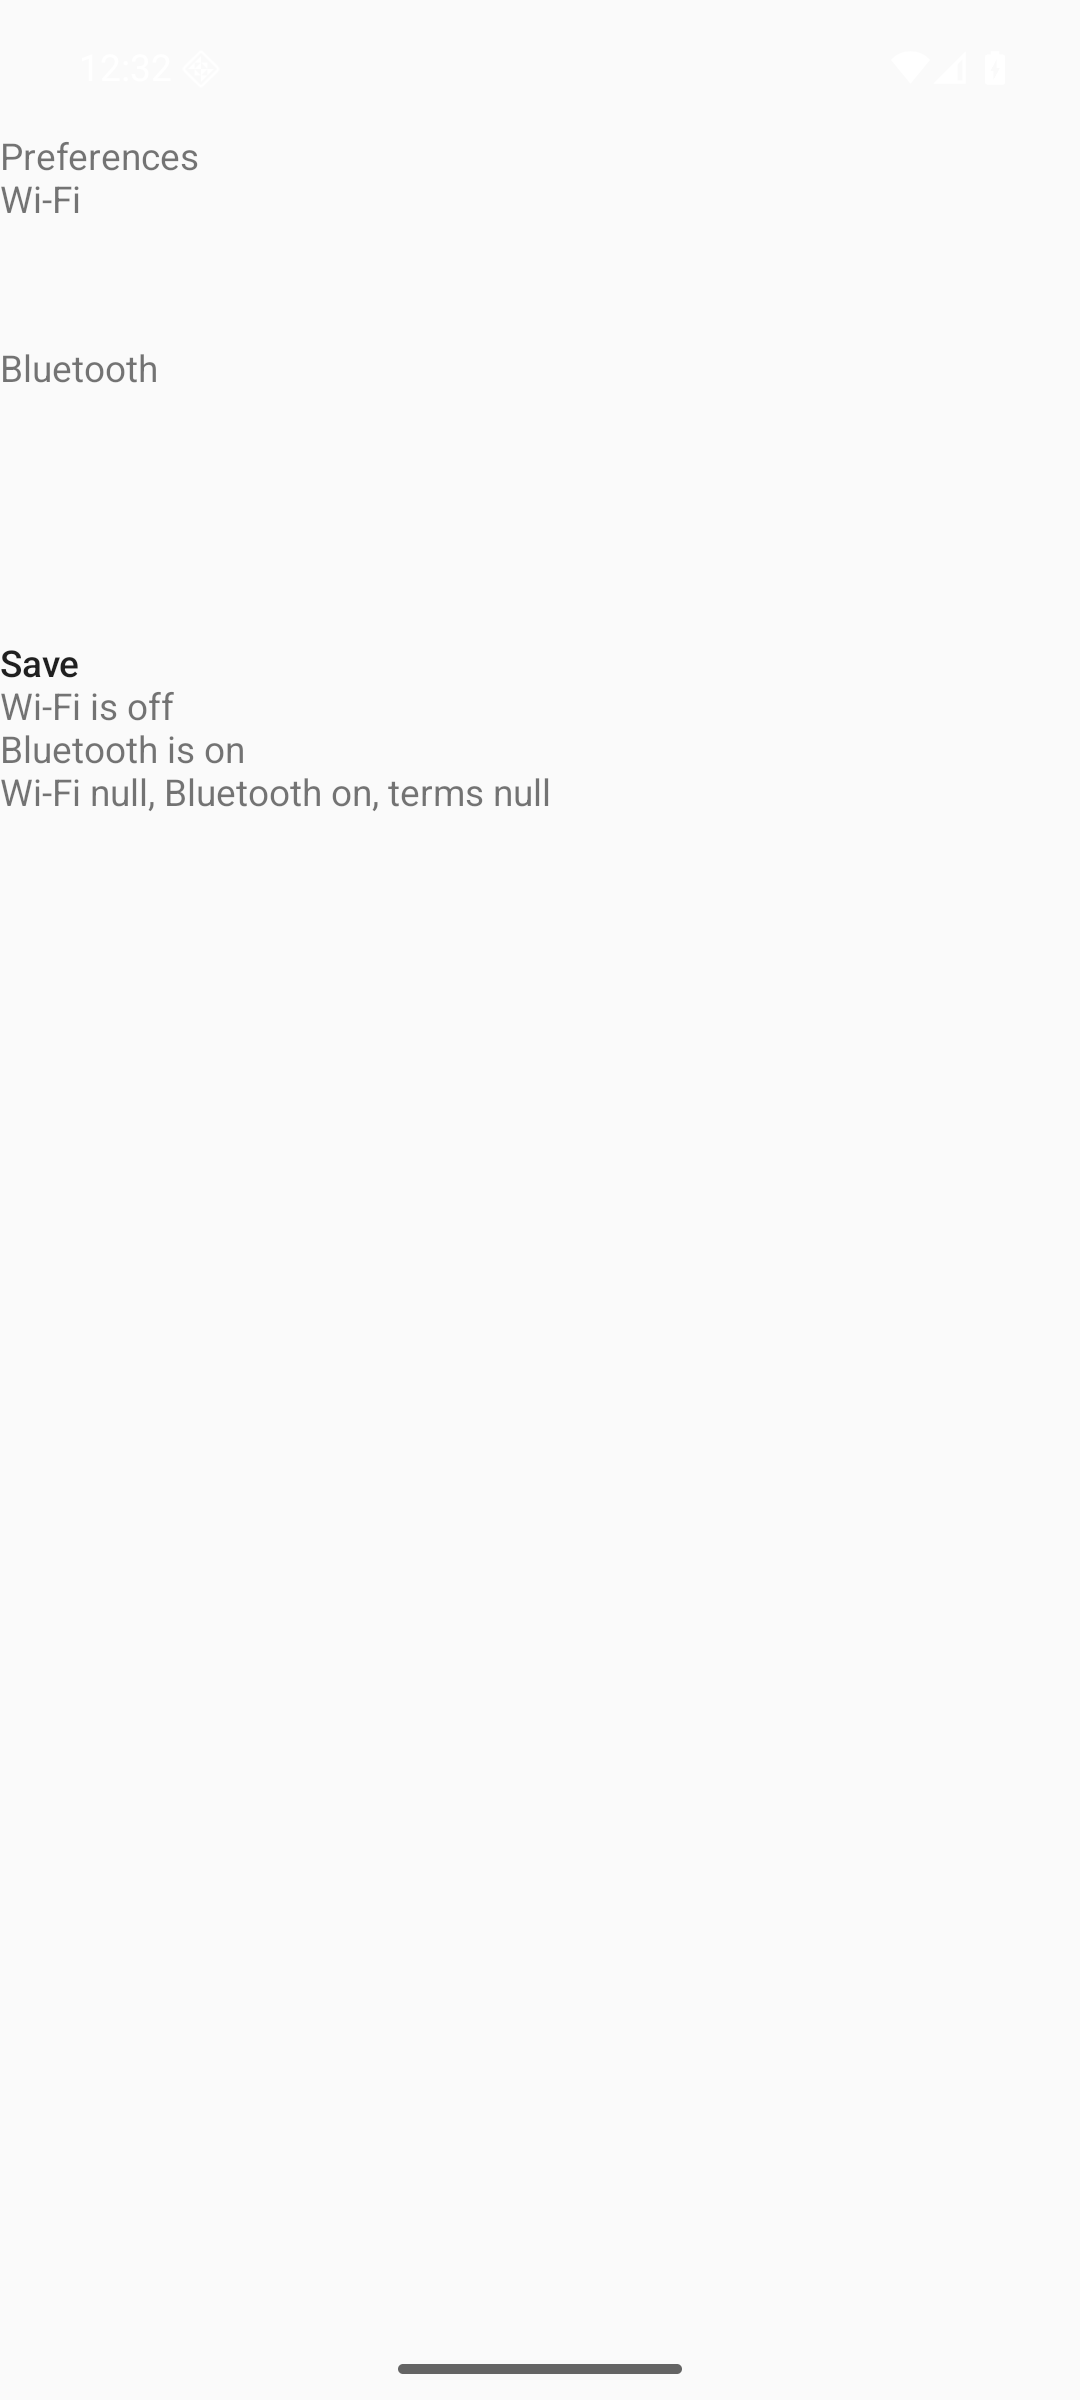 12:32
Preferences
Wi-Fi
Bluetooth
Save
Wi-Fi is off
Bluetooth is on
Wi-Fi null, Bluetooth on, terms null